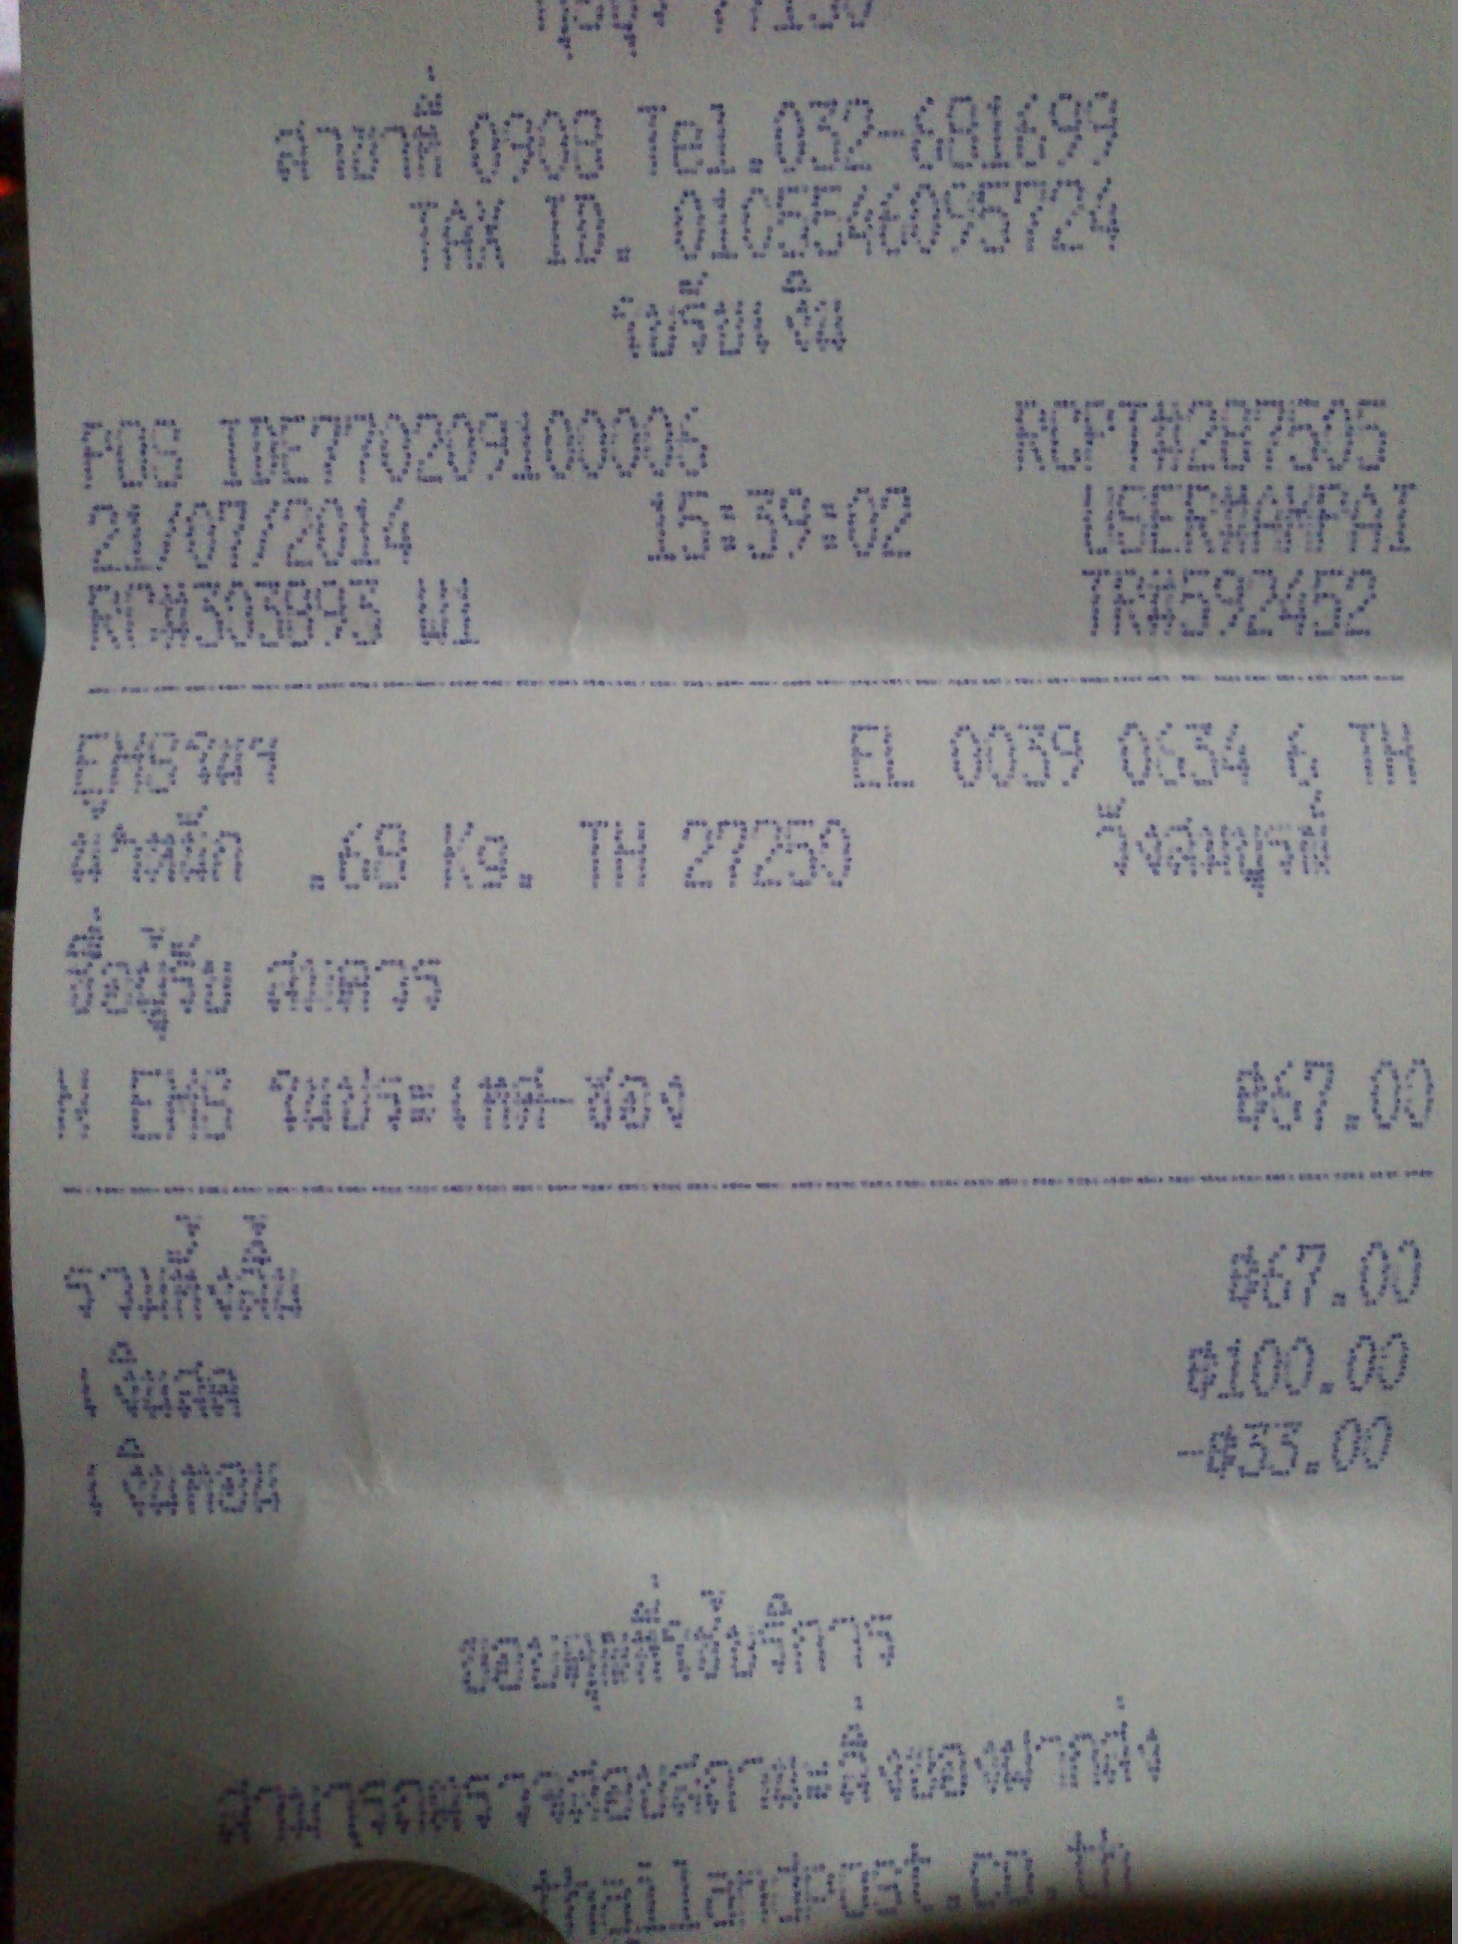 77130
สาขาที่ 0908 Tel.032-681699
TAX ID. 0105546095724
ใบรับเงิน
POS IDE77020910000G RCPT#287505
21/07/2014 15:39:02 USER#AMPAI
RC#303893 W1 TR#592452
EMSในฯ EL 0039 0634 6 TH
น้ำหนัก .68 Kg. TH 27250 วังสมบูรณ์
ชื่อผู้รับ สมควร
N EMS ในประเทศ-ซอง ฿67.00
รวมทั้งสิ้น ฿67.00
เงินสด ฿100.00
เงินทอน -฿33.00
ขอบคุณที่ใช้บริการ
สามารถตรวจสอบสถานะสิ่งของฝากส่ง
thailandpost.co.th